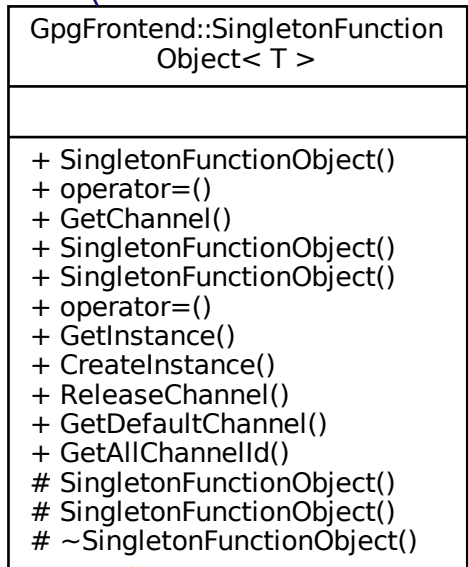 GpgFrontend::SingletonFunction
Object< T >
+ SingletonFunctionObject()
+ operator=()
+ GetChannel()
+ SingletonFunctionObject()
+ SingletonFunctionObject()
+ operator=()
+ GetInstance()
+ CreateInstance()
+ ReleaseChannel()
+ GetDefaultChannel()
+ GetAllChannelId()
# SingletonFunctionObject()
# SingletonFunctionObject()
# ~SingletonFunctionObject()